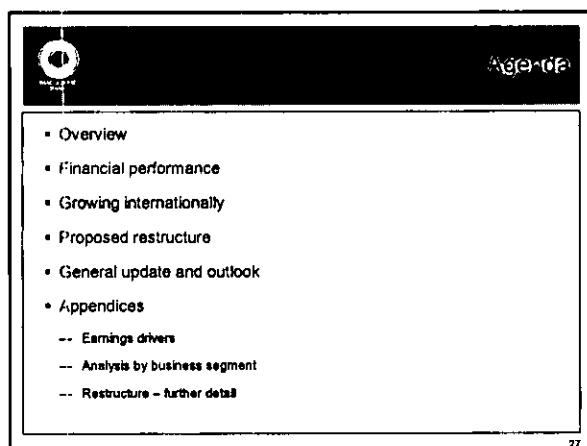 Agenda
• Overview
• Financial performance
• Growing internationally
• Proposed restructure
• General update and outlook
• Appendices
-- Earnings drivers
-- Analysis by business segment
-- Restructure – further detail
27